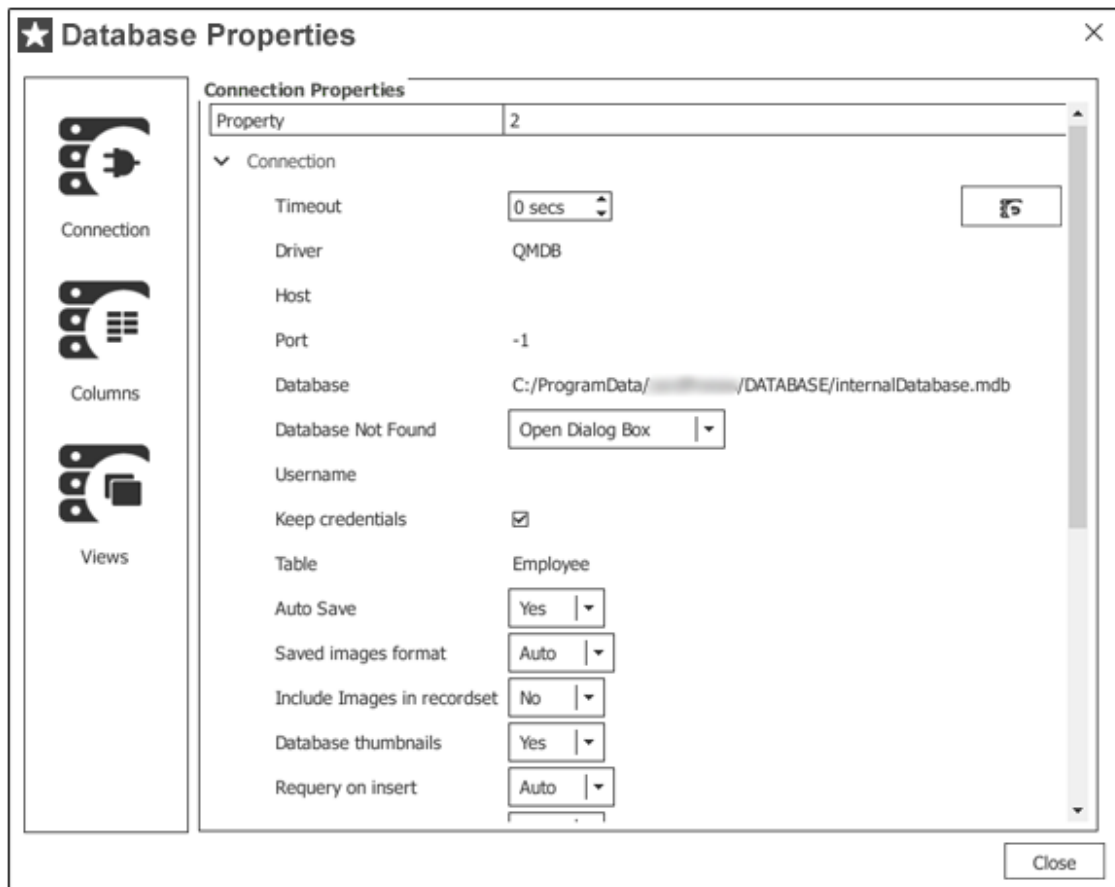 Database Properties
Connection Properties
Property 2
Connection
Timeout 0 secs
Connection
Driver QMDB
Host
Port -1
Database C:/ProgramData/ /DATABASE/internalDatabase.mdb
Columns
Database Not Found Open Dialog Box
Username
Keep credentials
Views
Table Employee
Auto Save Yes
Saved images format Auto
Include Images in recordset No
Database thumbnails Yes
Requery on insert Auto
Close